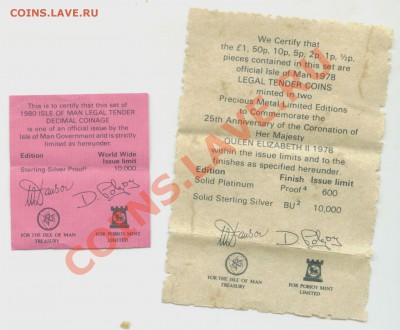 COINS.LAVE.RU
This is to certify that this set of
1980 ISLE OF MAN LEGAL TENDER
DECIMAL COINAGE
is one of an official issue by the
Isle of Man Government and is strictly
limited as hereunder.
Edition World Wide
Issue limit
Sterling Silver Proof 10,000
FOR THE ISLE OF MAN
TREASURY
FOR POBJOY MINT
LIMITED
We Certify that
the £1, 50p, 10p, 5p, 2p, 1p, ½p,
pieces contained in this set are
official Isle of Man 1978
LEGAL TENDER COINS
minted in two
Precious Metal Limited Editions
to Commemorate the
25th Anniversary of the Coronation of
Her Majesty
QUEEN ELIZABETH II 1978
within the issue limits and to the
finishes as specified hereunder.
Edition Finish Issue limit
Solid Platinum Proof⁴ 600
Solid Sterling Silver BU² 10,000
FOR THE ISLE OF MAN
TREASURY
FOR POBJOY MINT
LIMITED
COINS.LAVE.RU